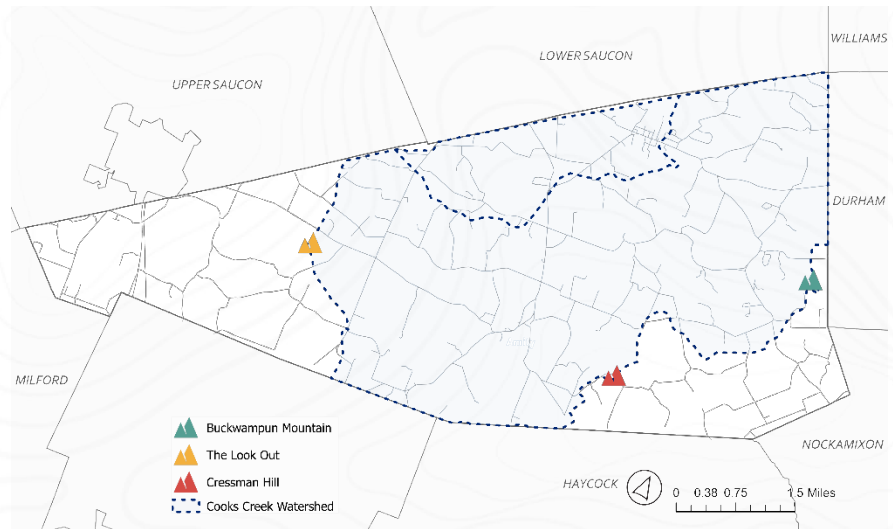 WILLIAMS
LOWER SAUCON
UPPER SAUCON
DURHAM
MILFORD
Buckwampun Mountain
The Look Out
Cressman Hill
Cooks Creek Watershed
NOCKAMIXON
HAYCOCK
0 0.38 0.75 1.5 Miles